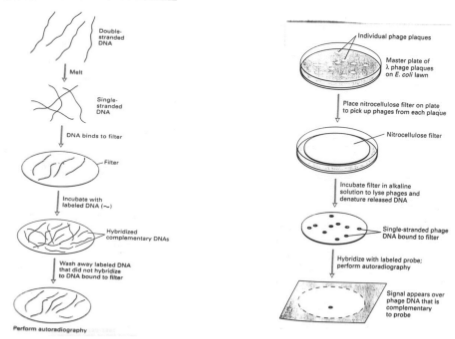 Double-
stranded
DNA
Melt
Single-
stranded
DNA
DNA binds to filter
Filter
Incubate with
labeled DNA (~)
Hybridized
complementary DNAs
Wash away labeled DNA
that did not hybridize
to DNA bound to filter
Perform autoradiography
Individual phage plaques
Master plate of
λ phage plaques
on E. coli lawn
Place nitrocellulose filter on plate
to pick up phages from each plaque
Nitrocellulose filter
Incubate filter in alkaline
solution to lyse phages and
denature released DNA
Single-stranded phage
DNA bound to filter
Hybridize with labeled probe;
perform autoradiography
Signal appears over
phage DNA that is
complementary
to probe